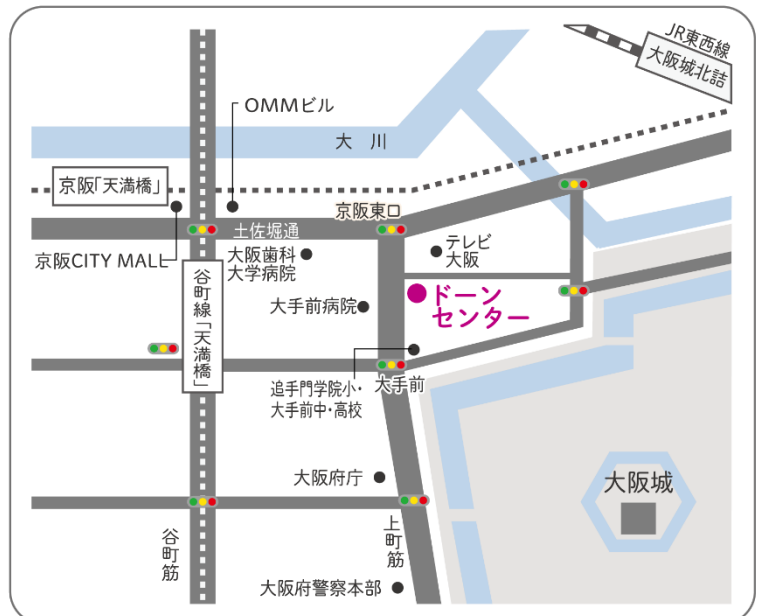 JR東西線
大阪城北詰
OMMビル
大 川
京阪「天満橋」
京阪東口
土佐堀通
テレビ
大阪
京阪CITY MALL
大阪歯科
大学病院
谷町線「天満橋」
大手前病院
ドーン
センター
追手門学院小・
大手前中・高校
大手前
大阪府庁
大阪城
谷町筋
上町筋
大阪府警察本部